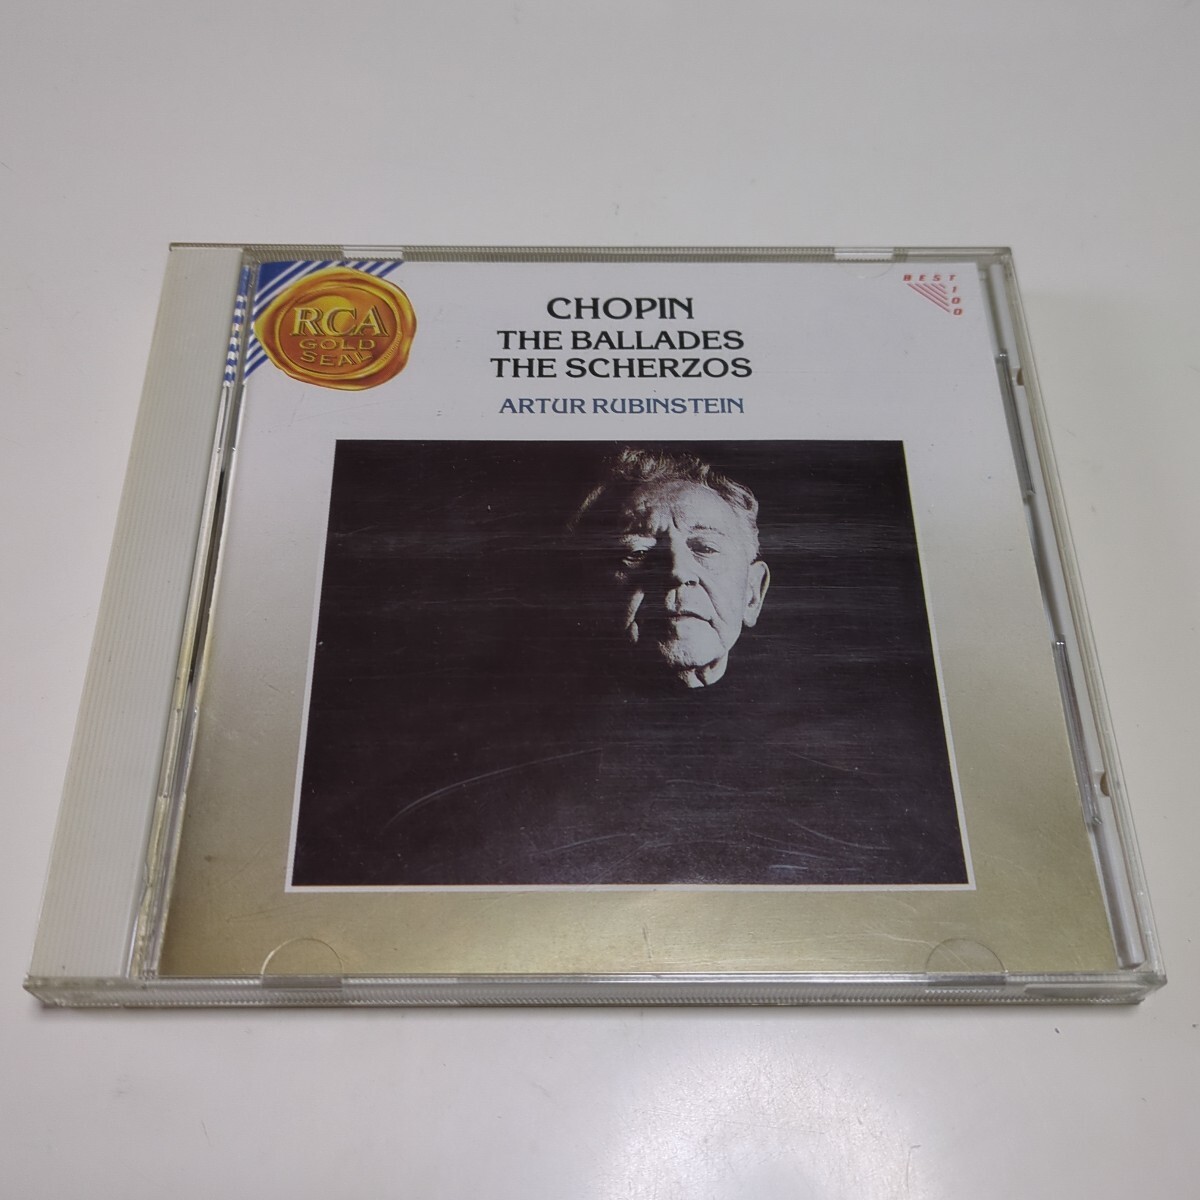 RCA
GOLD
SEAL
CHOPIN
THE BALLADES
THE SCHERZOS
ARTUR RUBINSTEIN
BEST
100